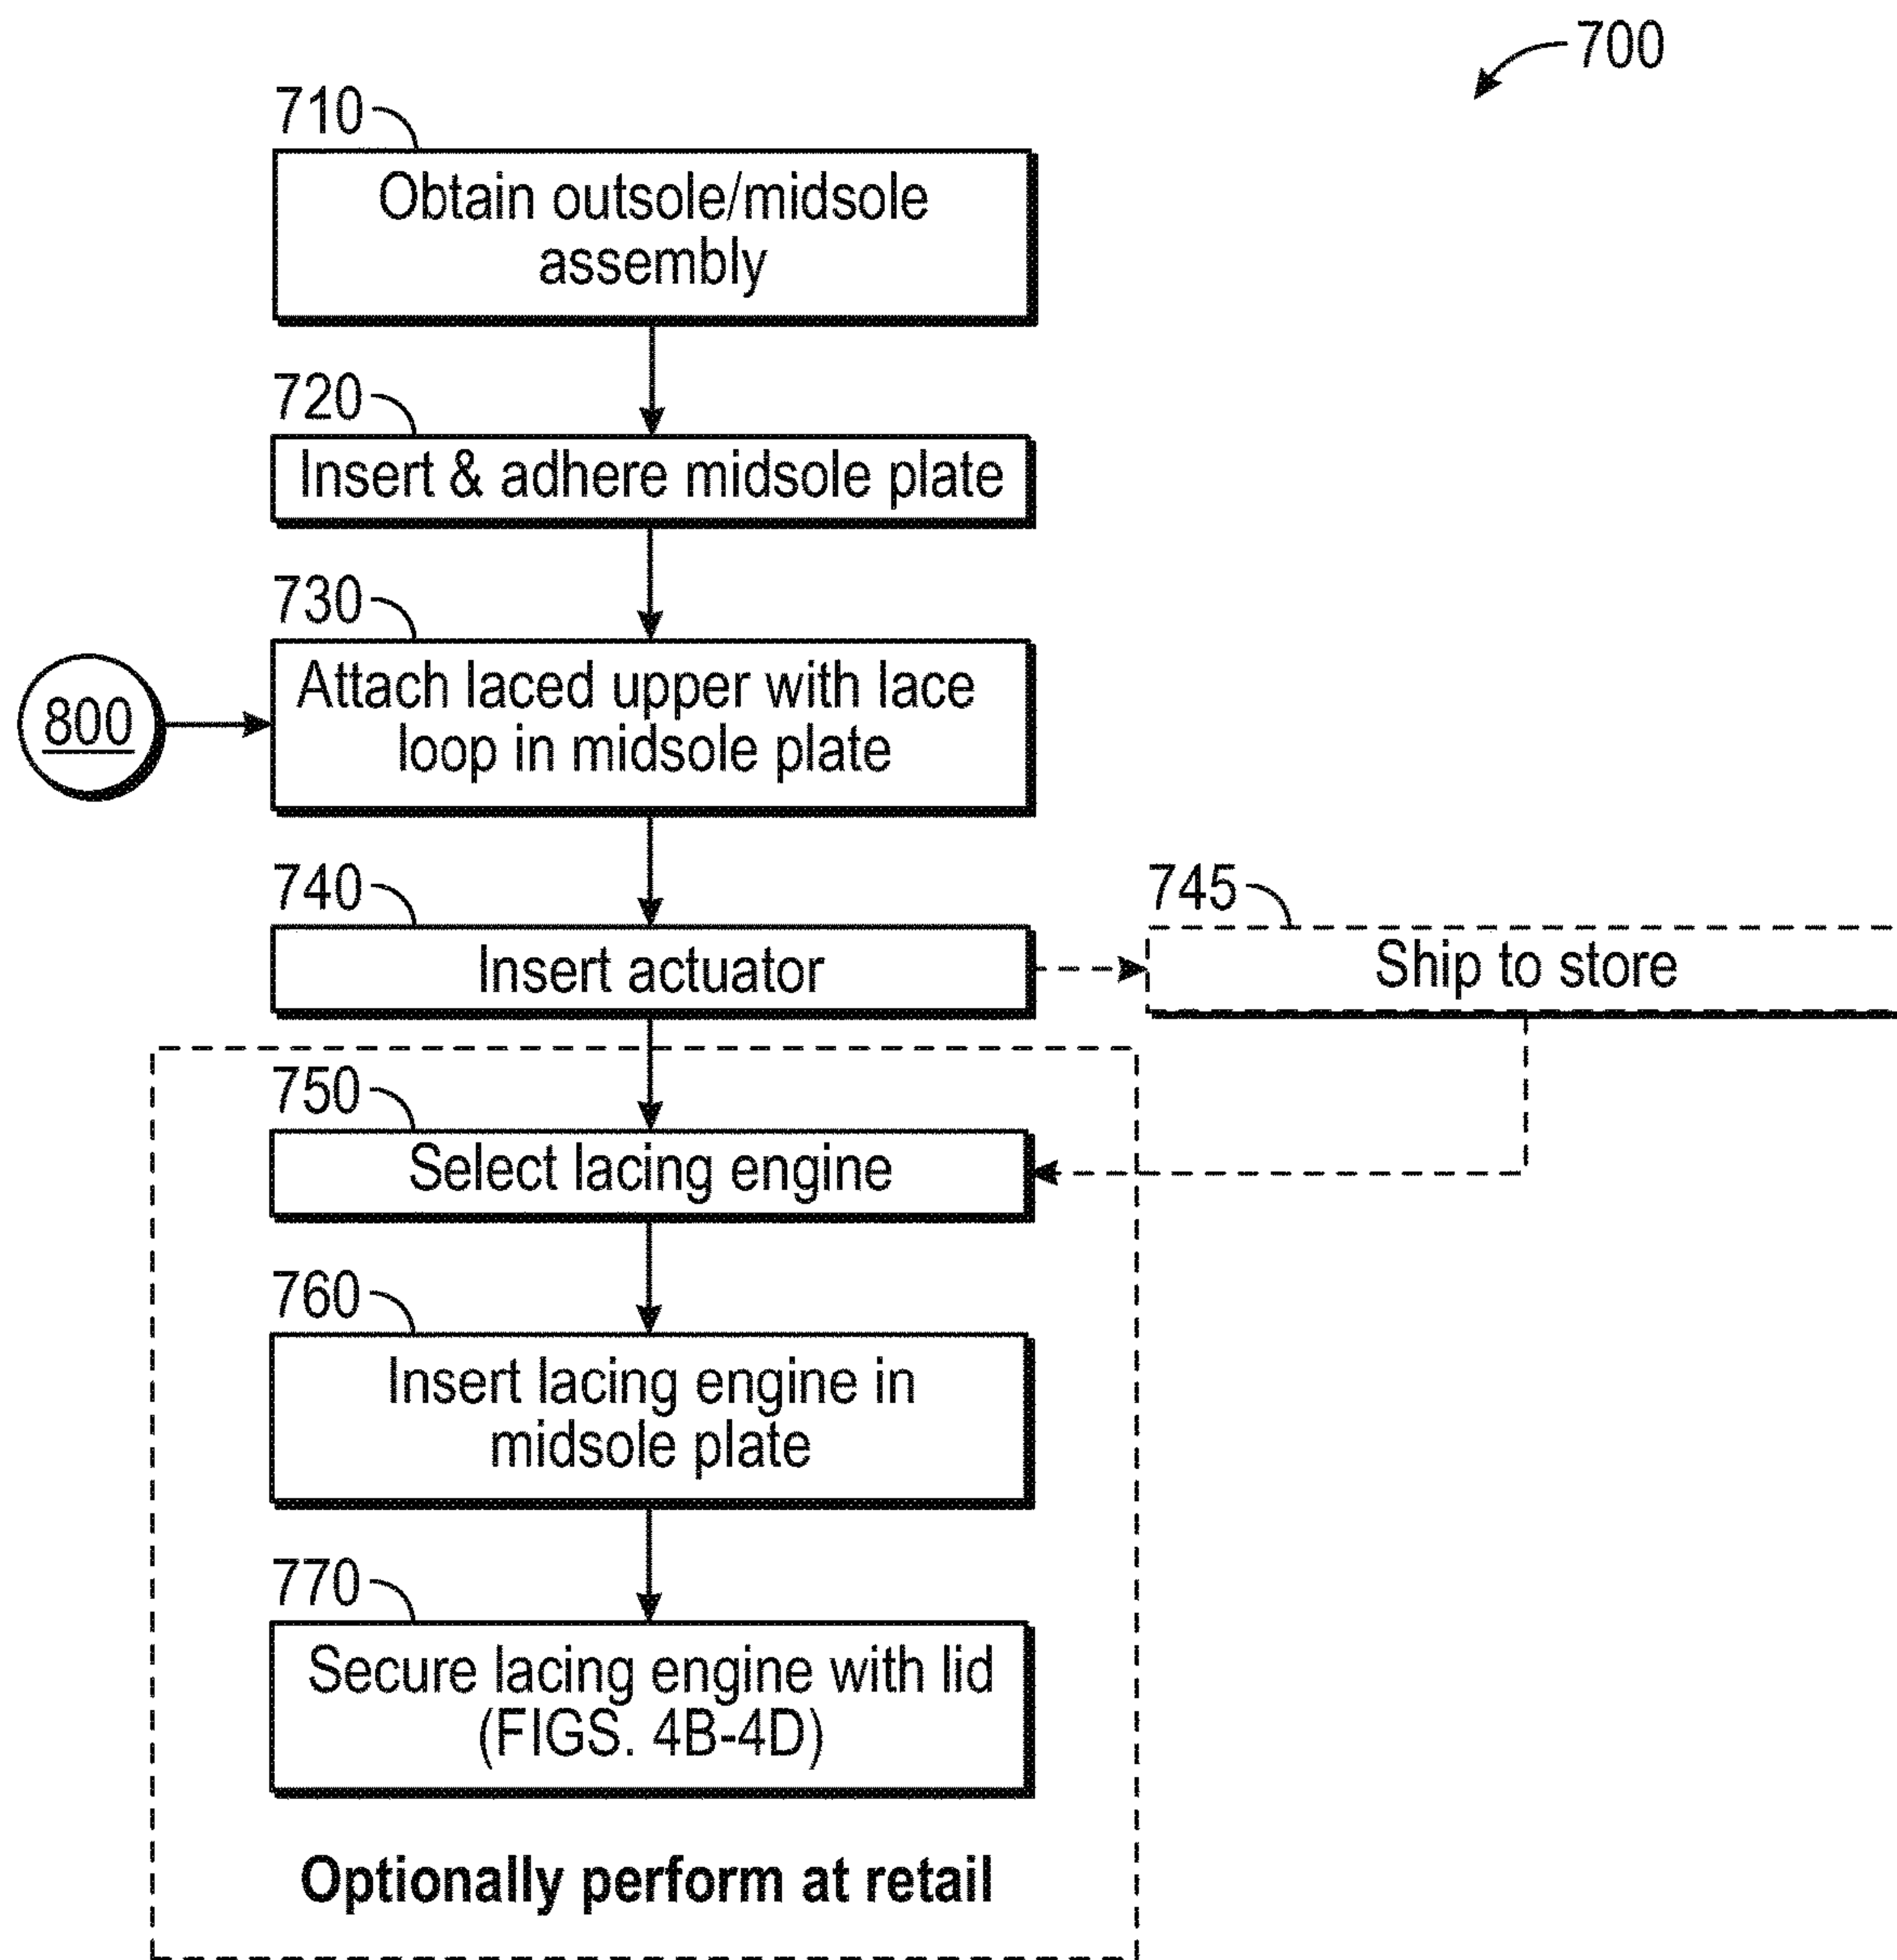 700
710
Obtain outsole/midsole
assembly
720
Insert & adhere midsole plate
730
800
Attach laced upper with lace
loop in midsole plate
740
Insert actuator
745
Ship to store
750
Select lacing engine
760
Insert lacing engine in
midsole plate
770
Secure lacing engine with lid
(FIGS. 4B-4D)
Optionally perform at retail